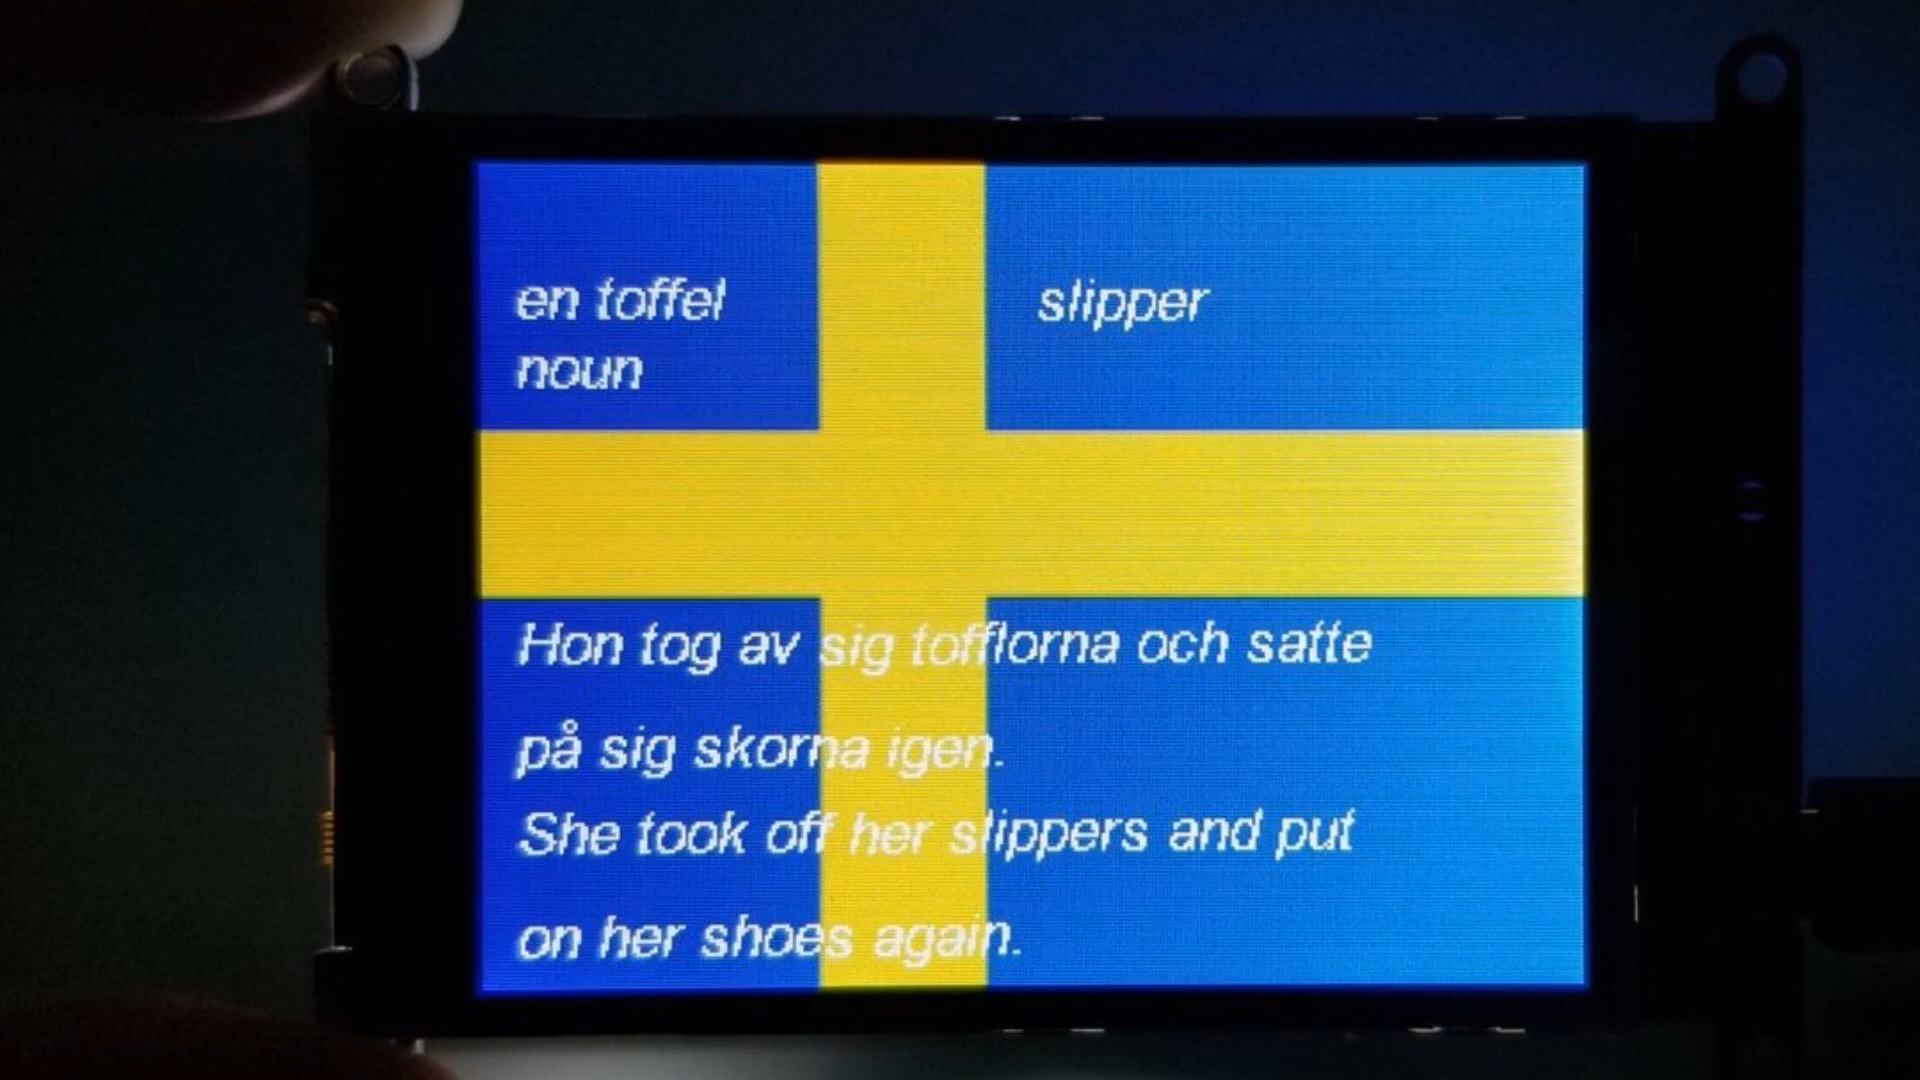 en toffel
slipper
noun
Hon tog av sig tofflorna och satte
på sig skorna igen.
She took off her slippers and put
on her shoes again.